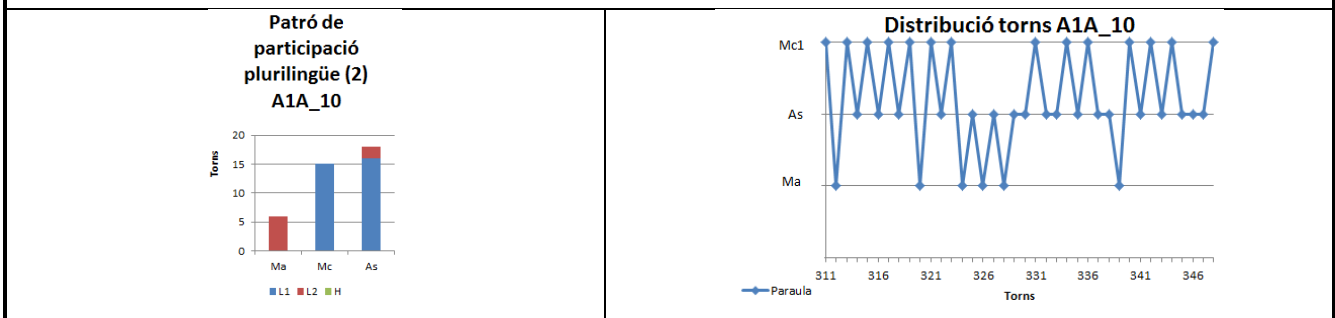 Patró de
participació
plurilingüe (2)
A1A_10
20
15
10
5
0
Torns
Ma Mc As
L1 L2 H
Distribució torns A1A_10
Mc1
As
Ma
311 316 321 326 331 336 341 346
Paraula
Torns